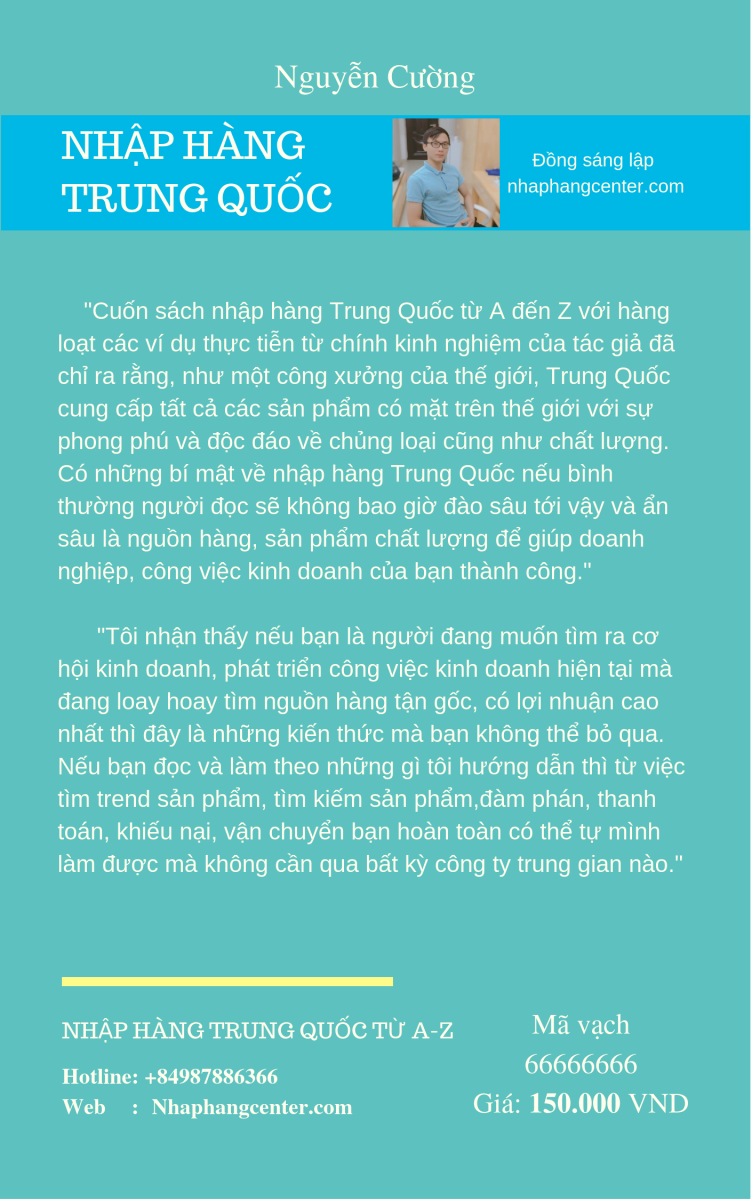 Nguyễn Cường
NHẬP HÀNG
TRUNG QUỐC
Đồng sáng lập
nhaphangcenter.com
"Cuốn sách nhập hàng Trung Quốc từ A đến Z với hàng
loạt các ví dụ thực tiễn từ chính kinh nghiệm của tác giả đã
chỉ ra rằng, như một công xưởng của thế giới, Trung Quốc
cung cấp tất cả các sản phẩm có mặt trên thế giới với sự
phong phú và độc đáo về chủng loại cũng như chất lượng.
Có những bí mật về nhập hàng Trung Quốc nếu bình
thường người đọc sẽ không bao giờ đào sâu tới vậy và ẩn
sâu là nguồn hàng, sản phẩm chất lượng để giúp doanh
nghiệp, công việc kinh doanh của bạn thành công."
"Tôi nhận thấy nếu bạn là người đang muốn tìm ra cơ
hội kinh doanh, phát triển công việc kinh doanh hiện tại mà
đang loay hoay tìm nguồn hàng tận gốc, có lợi nhuận cao
nhất thì đây là những kiến thức mà bạn không thể bỏ qua.
Nếu bạn đọc và làm theo những gì tôi hướng dẫn thì từ việc
tìm trend sản phẩm, tìm kiếm sản phẩm,đàm phán, thanh
toán, khiếu nại, vận chuyển bạn hoàn toàn có thể tự mình
làm được mà không cần qua bất kỳ công ty trung gian nào."
NHẬP HÀNG TRUNG QUỐC TỪ A-Z
Hotline: +84987886366
Web : Nhaphangcenter.com
Mã vạch
66666666
Giá: 150.000 VND